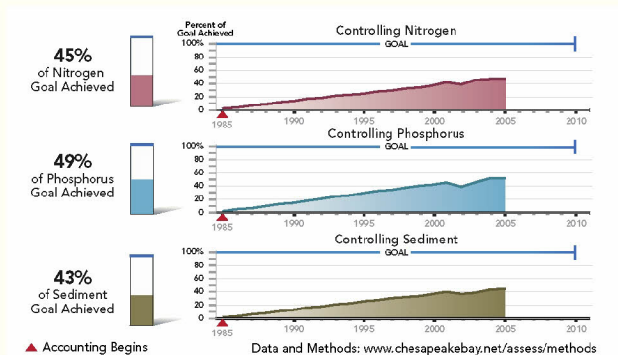 Percent of
Goal Achieved
Controlling Nitrogen
GOAL
45%
of Nitrogen
Goal Achieved
100%
80
60
40
20
0
1985
1990
1995
2000
2005
2010
Controlling Phosphorus
GOAL
49%
of Phosphorus
Goal Achieved
100%
80
60
40
20
0
1985
1990
1995
2000
2005
2010
Controlling Sediment
GOAL
43%
of Sediment
Goal Achieved
100%
80
60
40
20
0
1985
1990
1995
2000
2005
2010
Accounting Begins
Data and Methods: www.chesapeakebay.net/assess/methods